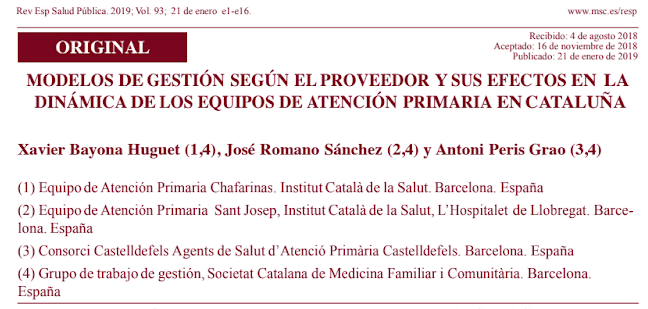 Rev Esp Salud Pública. 2019; Vol. 93; 21 de enero e1-e16.
www.msc.es/resp
ORIGINAL
Recibido: 4 de agosto 2018
Aceptado: 16 de noviembre de 2018
Publicado: 21 de enero de 2019
MODELOS DE GESTIÓN SEGÚN EL PROVEEDOR Y SUS EFECTOS EN LA
DINÁMICA DE LOS EQUIPOS DE ATENCIÓN PRIMARIA EN CATALUÑA
Xavier Bayona Huguet (1,4), José Romano Sánchez (2,4) y Antoni Peris Grao (3,4)
(1) Equipo de Atención Primaria Chafarinas. Institut Català de la Salut. Barcelona. España
(2) Equipo de Atención Primaria Sant Josep, Institut Català de la Salut, L'Hospitalet de Llobregat. Barce-
lona. España
(3) Consorci Castelldefels Agents de Salut d'Atenció Primària Castelldefels. Barcelona. España
(4) Grupo de trabajo de gestión, Societat Catalana de Medicina Familiar i Comunitària. Barcelona.
España